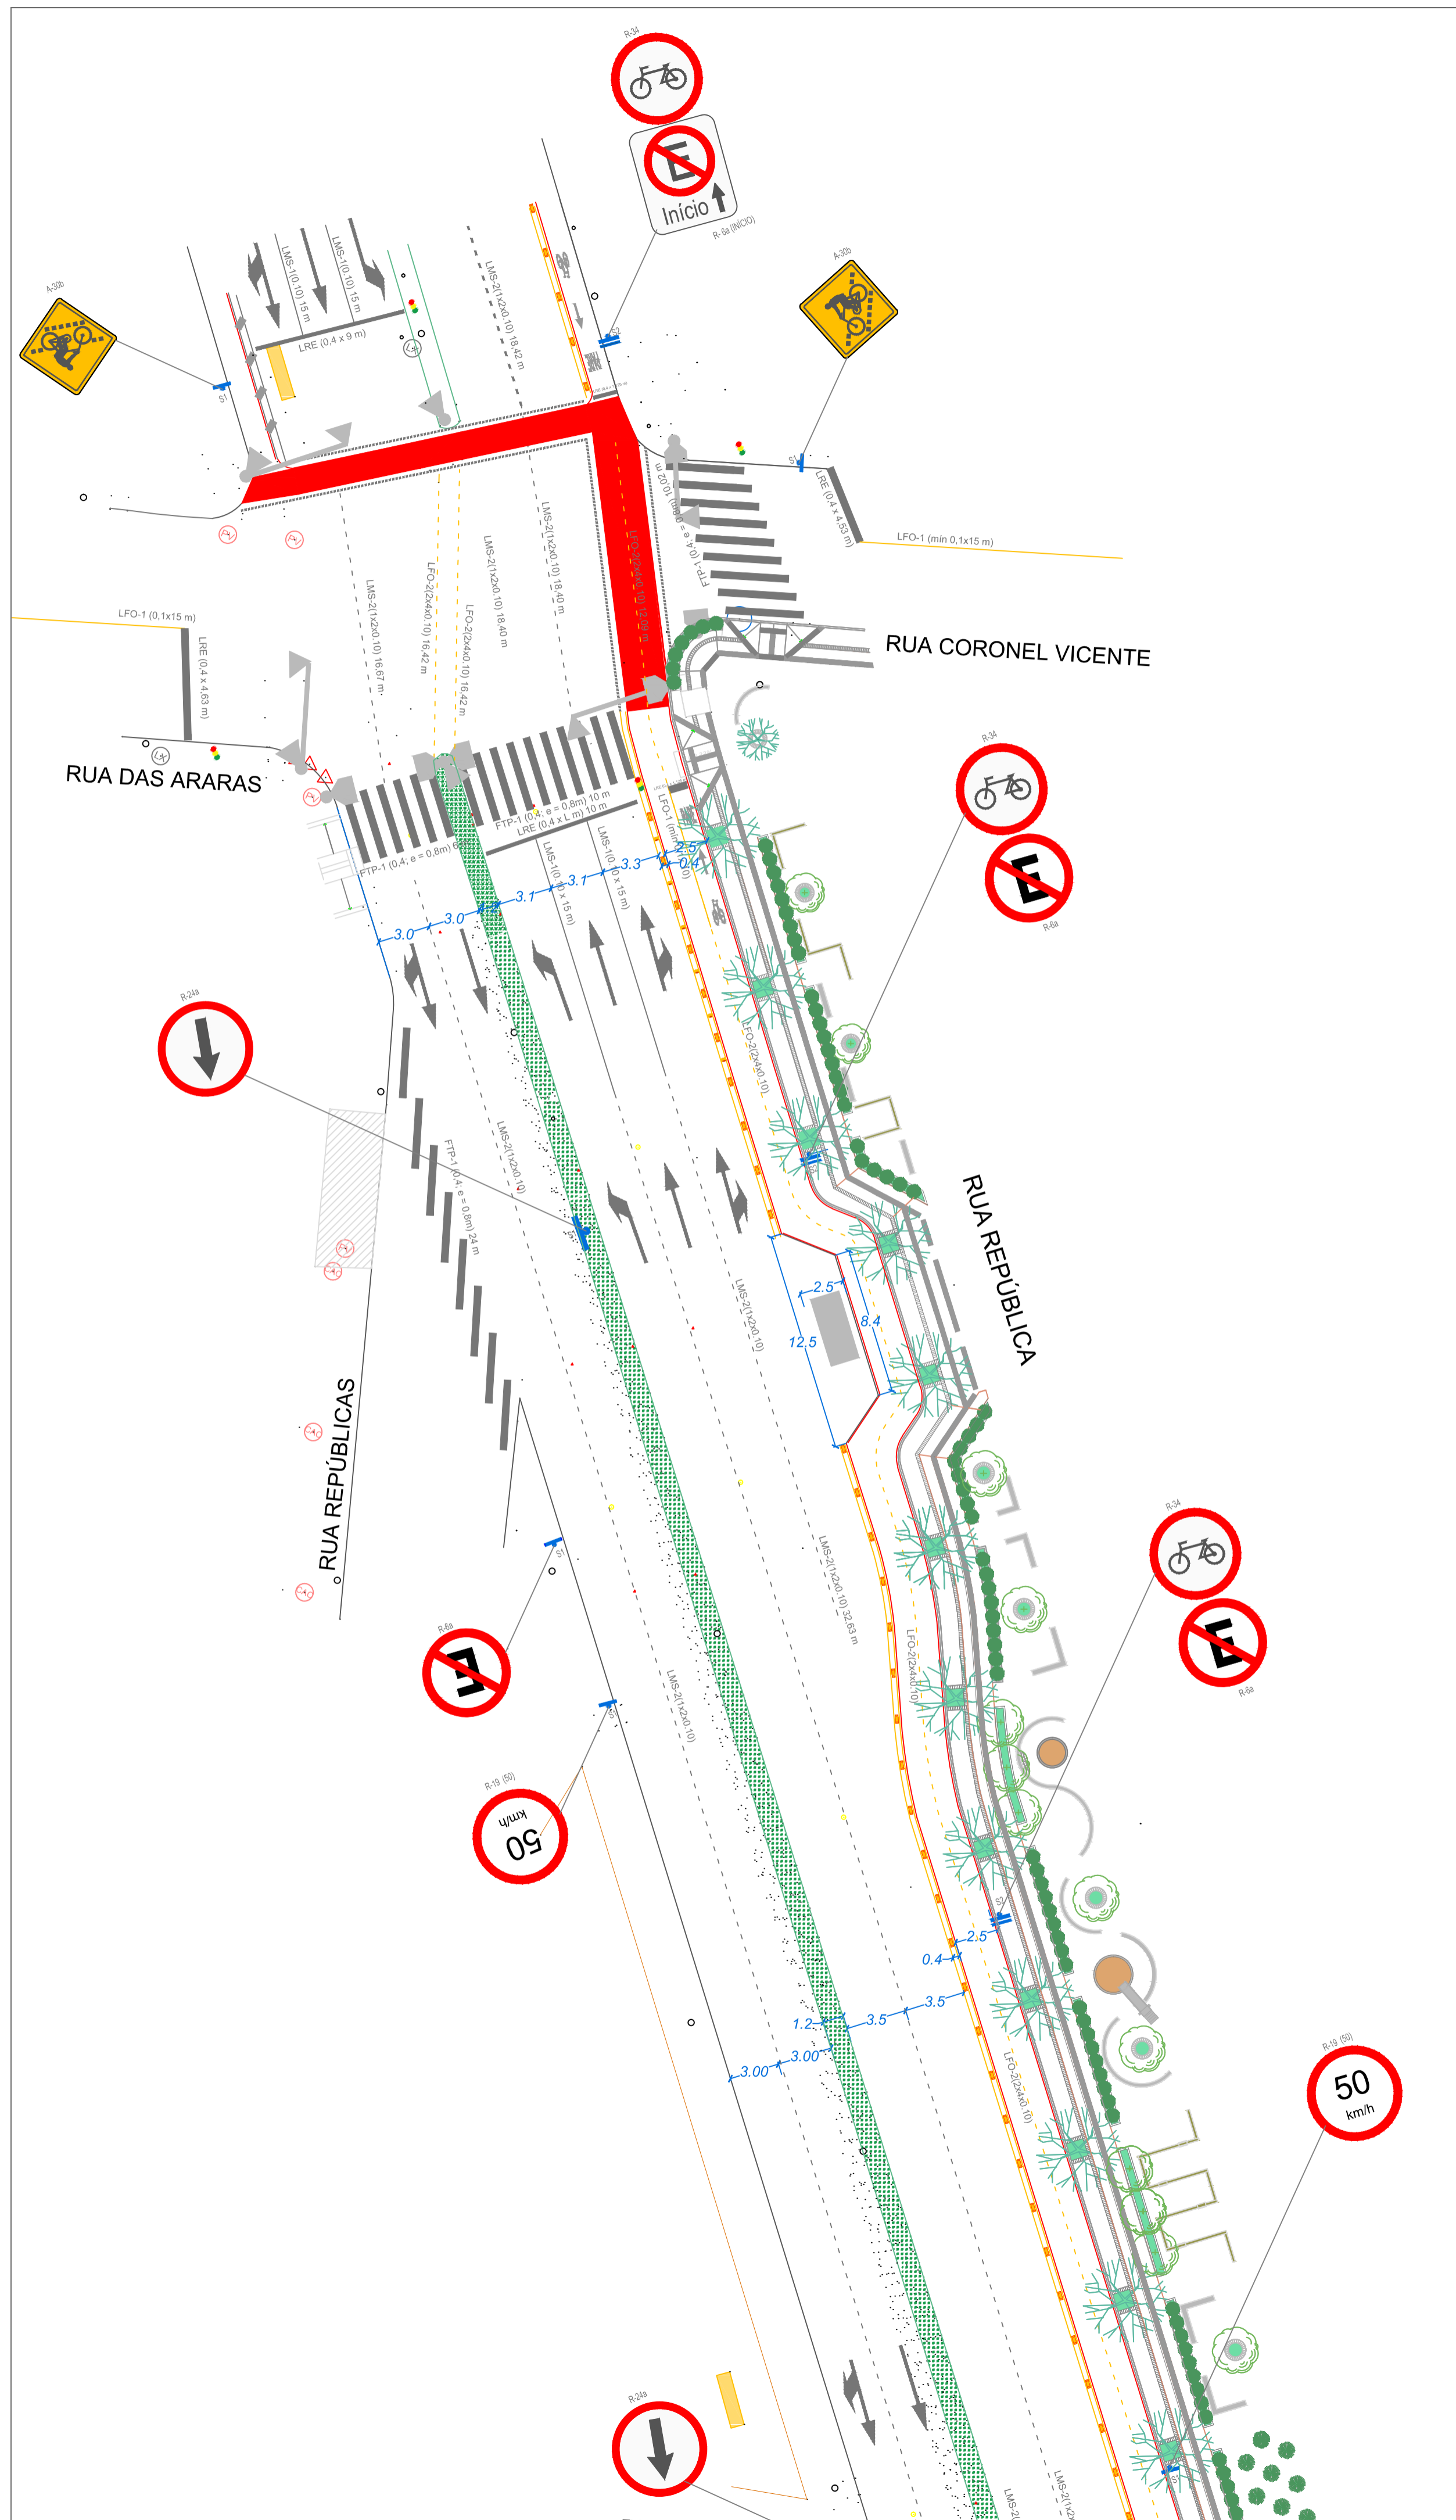 R-34
E
Início
R- 6a (INÍCIO)
A-30b
A-30b
LMS-1(0.10) 15 m
LMS-1(0.10) 15 m
LMS-2(1x2x0.10) 18,42 m
LRE (0,4 x 9 m)
S1
S1
LRE (0,4 x 4,53 m)
LFO-1 (mín 0,1x15 m)
FTP-1 (0,4; e = 0,8m) 10,02 m
LMS-2(1x2x0.10) 18,40 m
LMS-2(1x2x0.10) 18,40 m
LFO-2(2x4x0.10) 12,09 m
LFO-2(2x4x0.10) 16,42 m
LFO-2(2x4x0.10) 16,42 m
LMS-2(1x2x0.10) 16,67 m
LFO-1 (0,1x15 m)
LRE (0,4 x 4,63 m)
RUA CORONEL VICENTE
RUA DAS ARARAS
R-34
E
R-6a
FTP-1 (0,4; e = 0,8m) 10 m
LRE (0,4 x L m) 10 m
FTP-1 (0,4; e = 0,8m) 6
LMS-1(0,10 x 15 m)
LMS-1(0,10 x 15 m)
3.0
3.0
3.1
3.1
3.3
2.5
0.4
R-24a
LFO-2(2x4x0.10)
LMS-2(1x2x0.10)
FTP-1 (0,4; e = 0,8m) 24 m
RUA REPÚBLICA
LMS-2(1x2x0.10)
2.5
8.4
12.5
RUA REPÚBLICAS
S1
R-6a
E
R-34
E
R-6a
LMS-2(1x2x0.10) 32,63 m
LFO-2(2x4x0.10)
LMS-2(1x2x0.10)
R-19 (50)
50
km/h
2.5
0.4
3.5
3.5
1.2
3.00
3.00
LFO-2(2x4x0.10)
R-19 (50)
50
km/h
R-24a